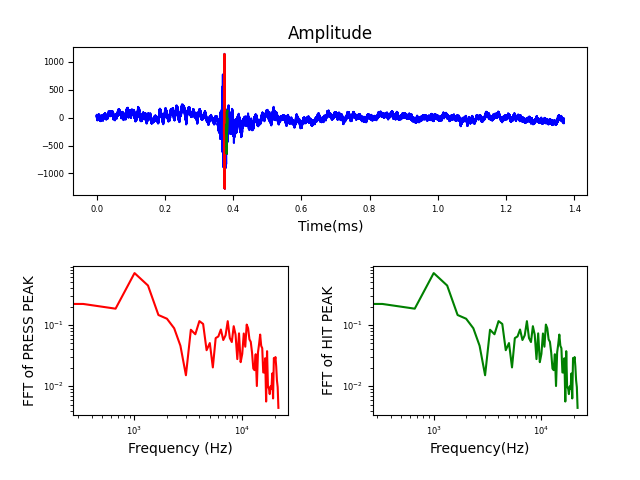 Amplitude
1000
500
0
−500
−1000
0.0 0.2 0.4 0.6 0.8 1.0 1.2 1.4
Time(ms)
FFT of PRESS PEAK
10⁻¹
10⁻²
10³ 10⁴
Frequency (Hz)
FFT of HIT PEAK
10⁻¹
10⁻²
10³ 10⁴
Frequency(Hz)